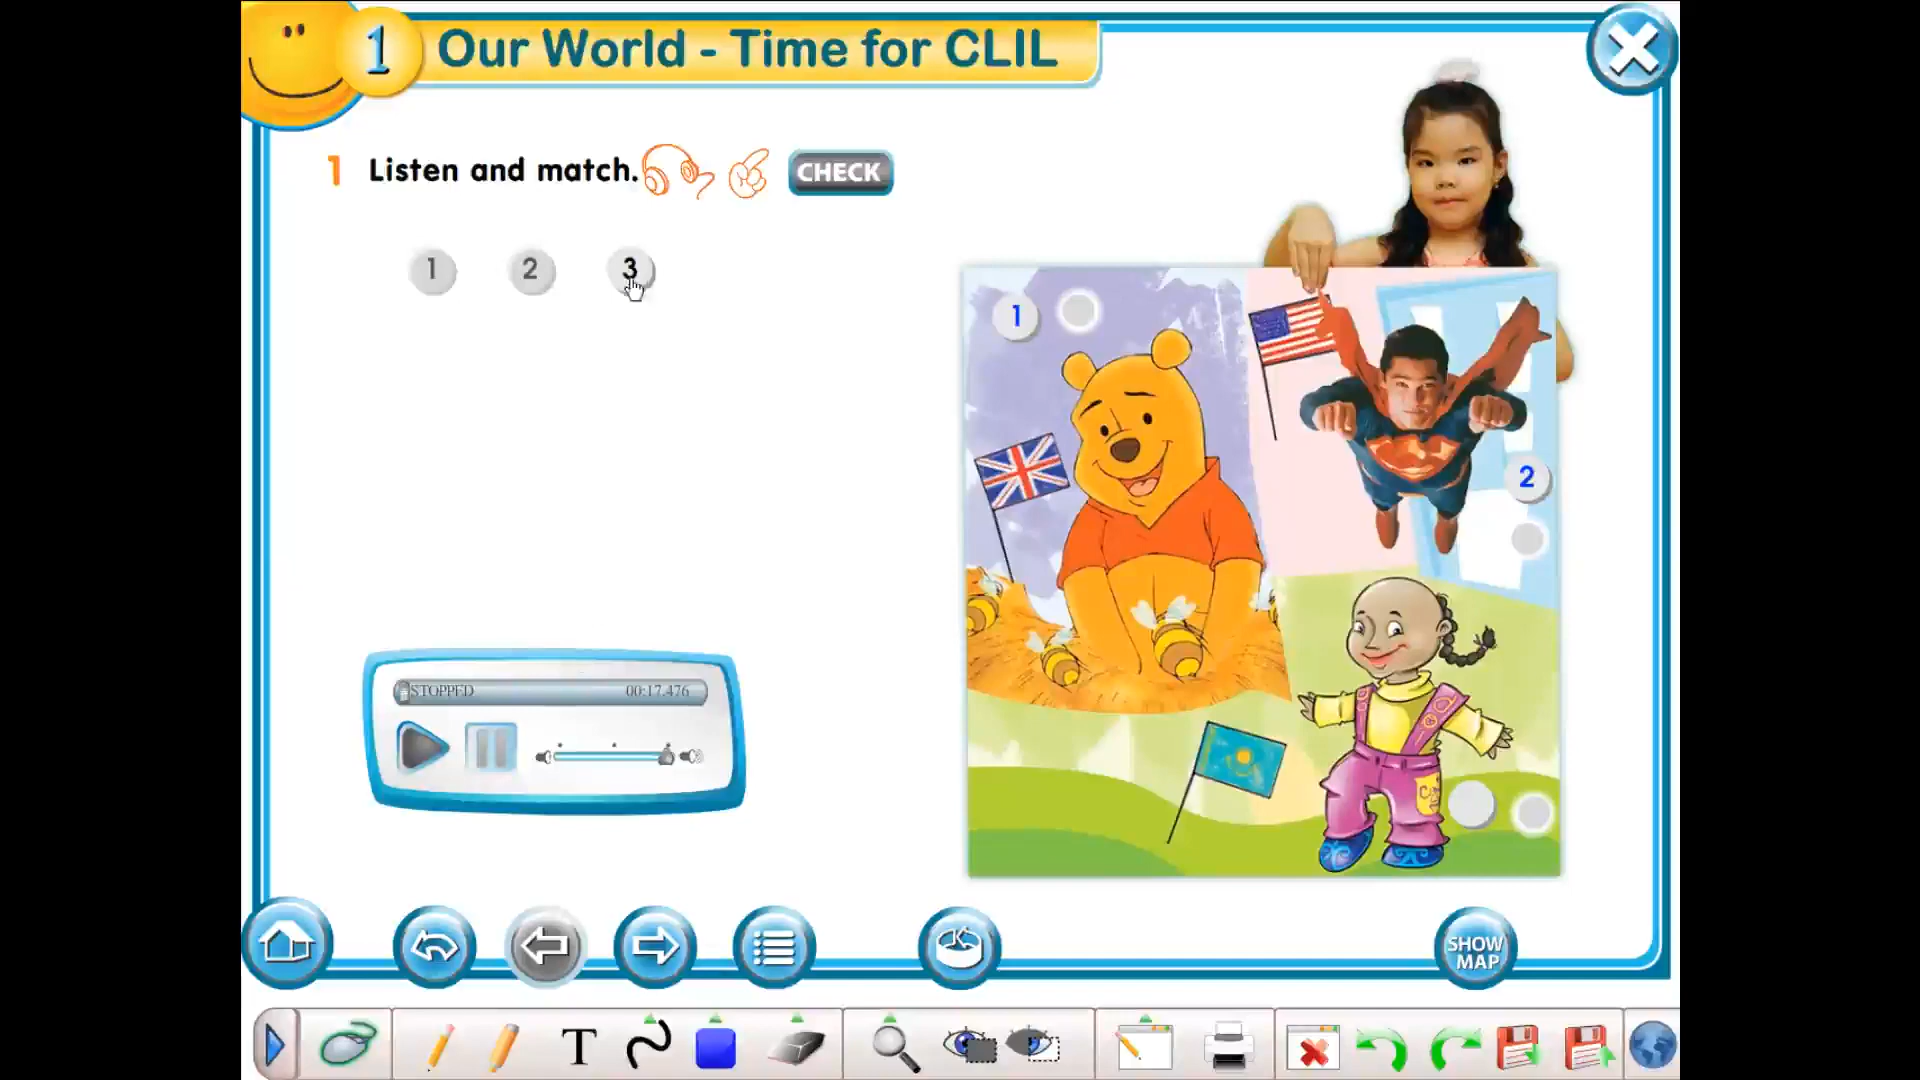 1 Our World - Time for CLIL
1 Listen and match. CHECK
1 2 3
1
2
STOPPED 00:17.476
SHOW
MAP
T